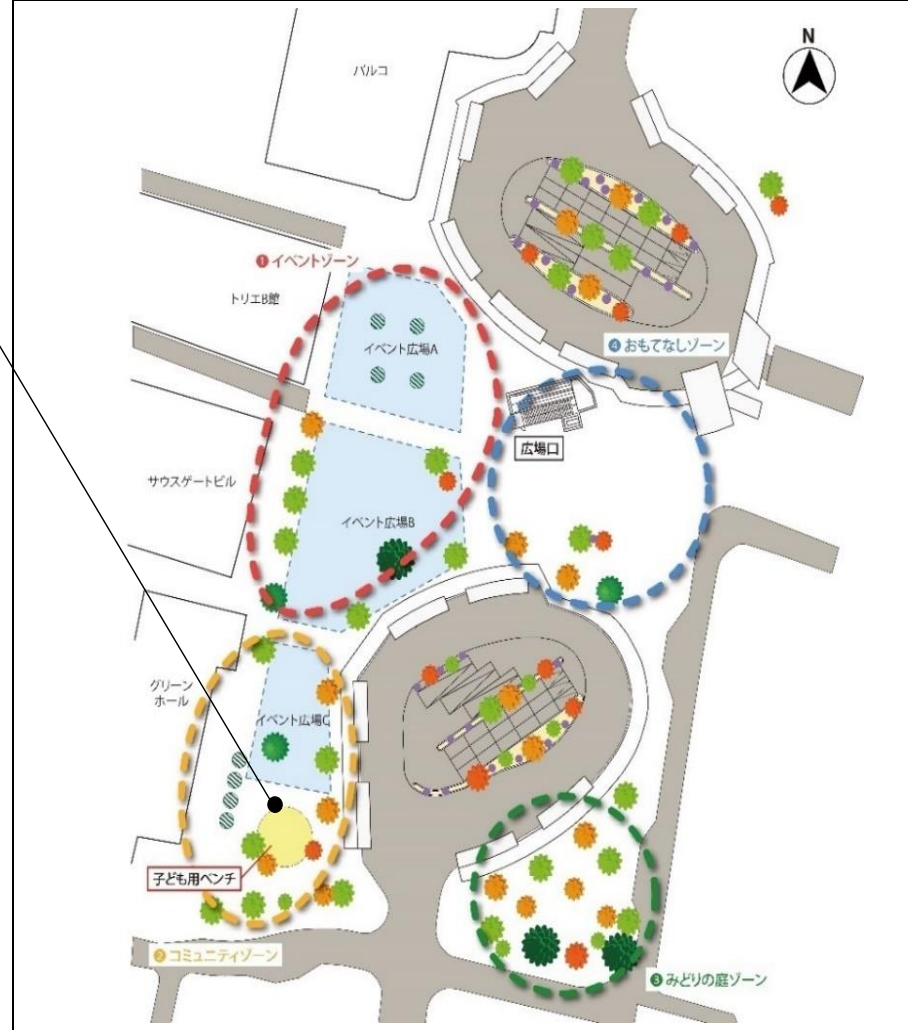 N
パルコ
❶イベントゾーン
トリエB館
イベント広場A
❹おもてなしゾーン
広場口
サウスゲートビル
イベント広場B
グリーン
ホール
イベント広場C
子ども用ベンチ
❷コミュニティゾーン
❸みどりの庭ゾーン